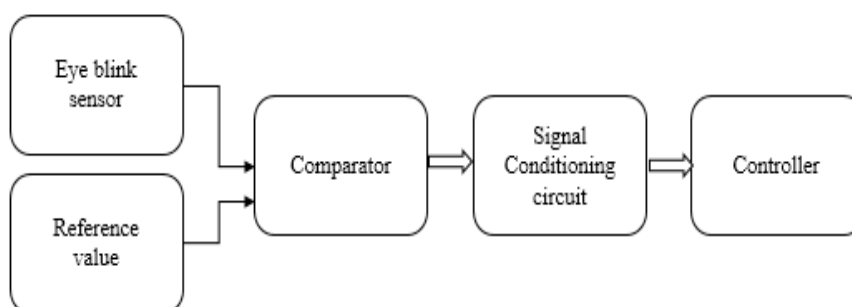 Eye blink
sensor
Reference
value
Comparator
Signal
Conditioning
circuit
Controller